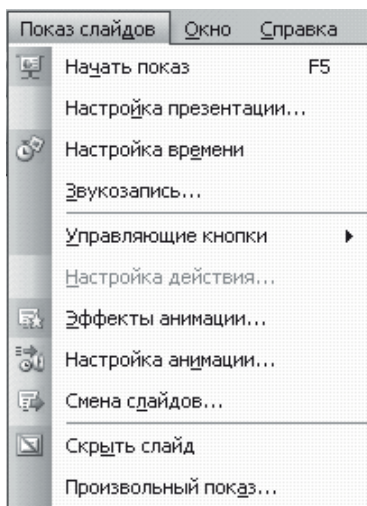 Показ слайдов Окно Справка
Начать показ F5
Настройка презентации...
Настройка времени
Звукозапись...
Управляющие кнопки
Настройка действия...
Эффекты анимации...
Настройка анимации...
Смена слайдов...
Скрыть слайд
Произвольный показ...